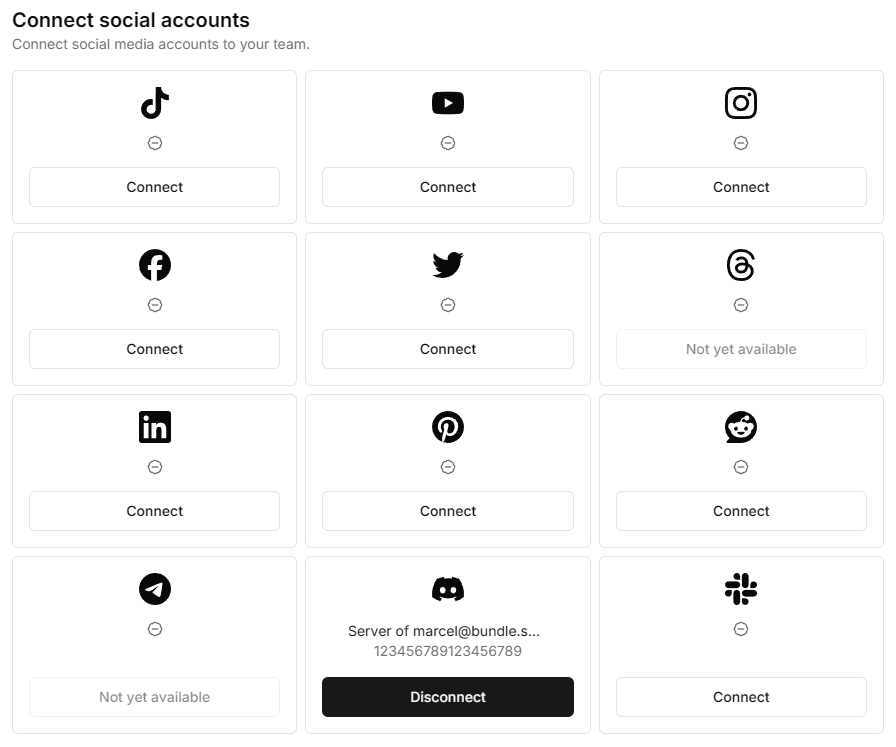 Connect social accounts
Connect social media accounts to your team.
Connect
Connect
Connect
Connect
Connect
Not yet available
in
Connect
Connect
Connect
Server of marcel@bundle.s...
123456789123456789
Not yet available
Disconnect
Connect